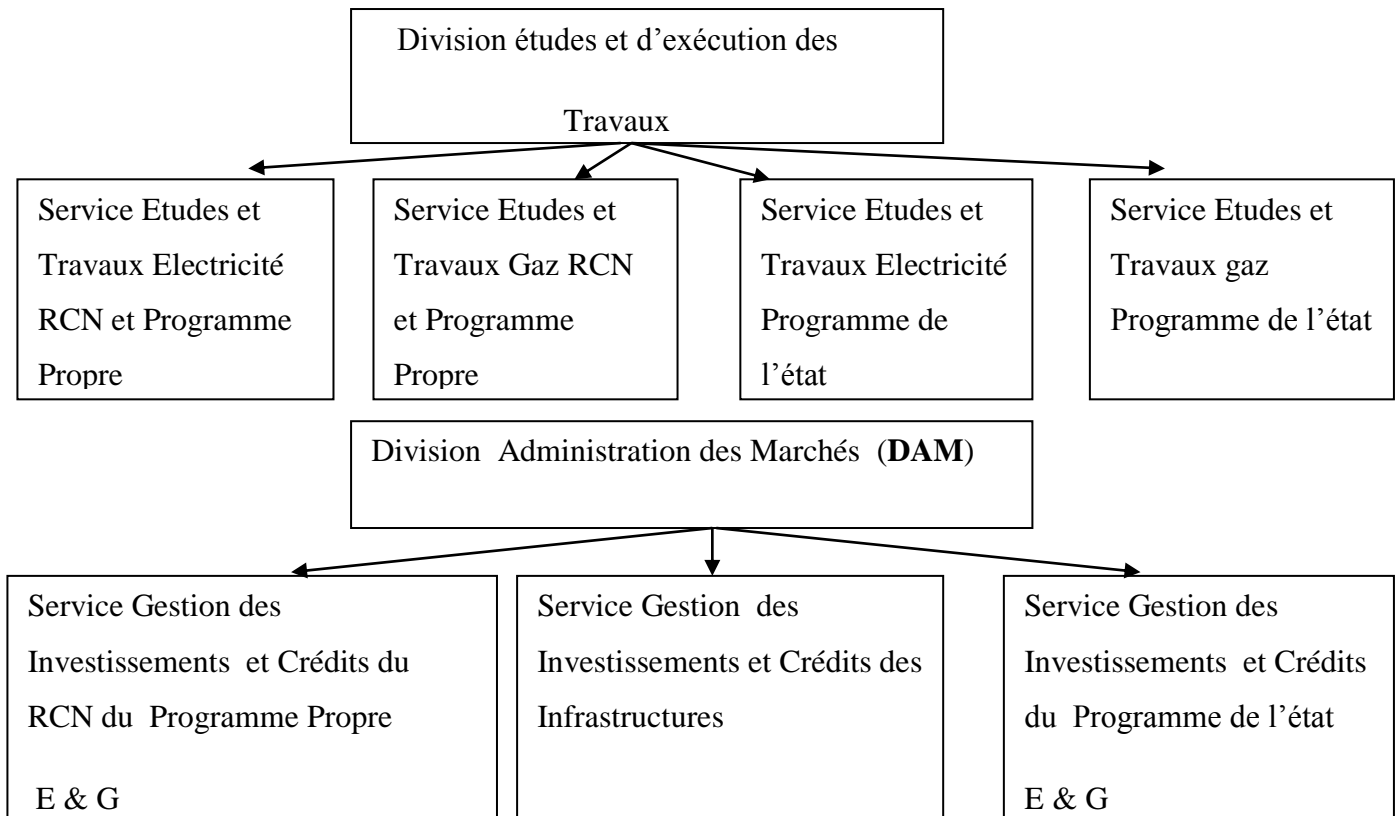 Division études et d’exécution des
Travaux
Service Etudes et
Travaux Electricité
RCN et Programme
Propre
Service Etudes et
Travaux Gaz RCN
et Programme
Propre
Service Etudes et
Travaux Electricité
Programme de
l’état
Service Etudes et
Travaux gaz
Programme de l’état
Division Administration des Marchés (DAM)
Service Gestion des
Investissements et Crédits du
RCN du Programme Propre
E & G
Service Gestion des
Investissements et Crédits des
Infrastructures
Service Gestion des
Investissements et Crédits
du Programme de l’état
E & G